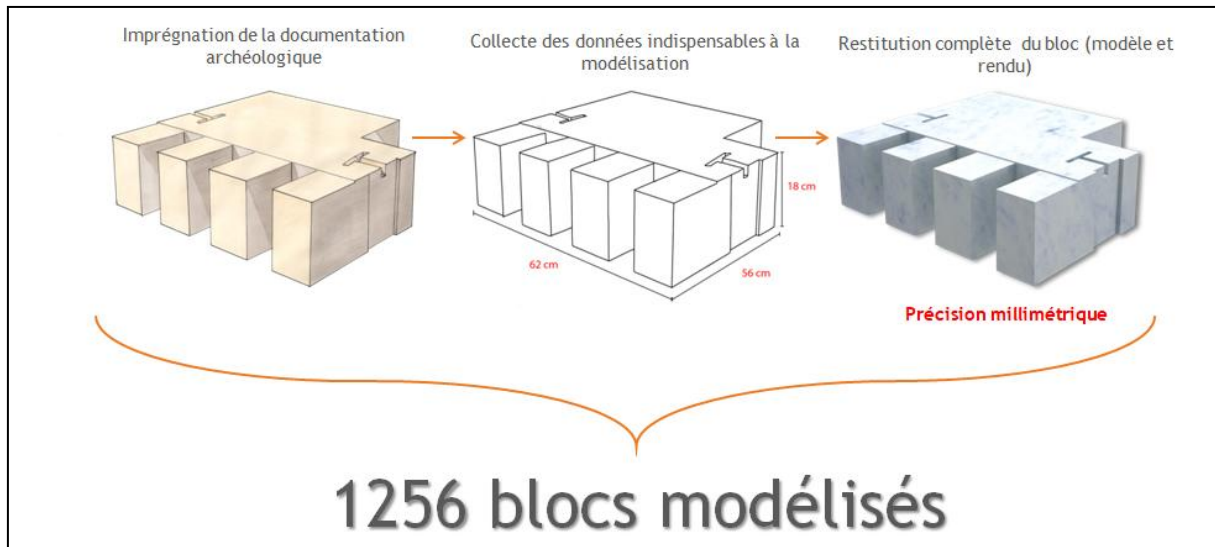 Imprégnation de la documentation
archéologique
Collecte des données indispensables à la
modélisation
Restitution complète du bloc (modèle et
rendu)
18 cm
62 cm
56 cm
Précision millimétrique
1256 blocs modélisés